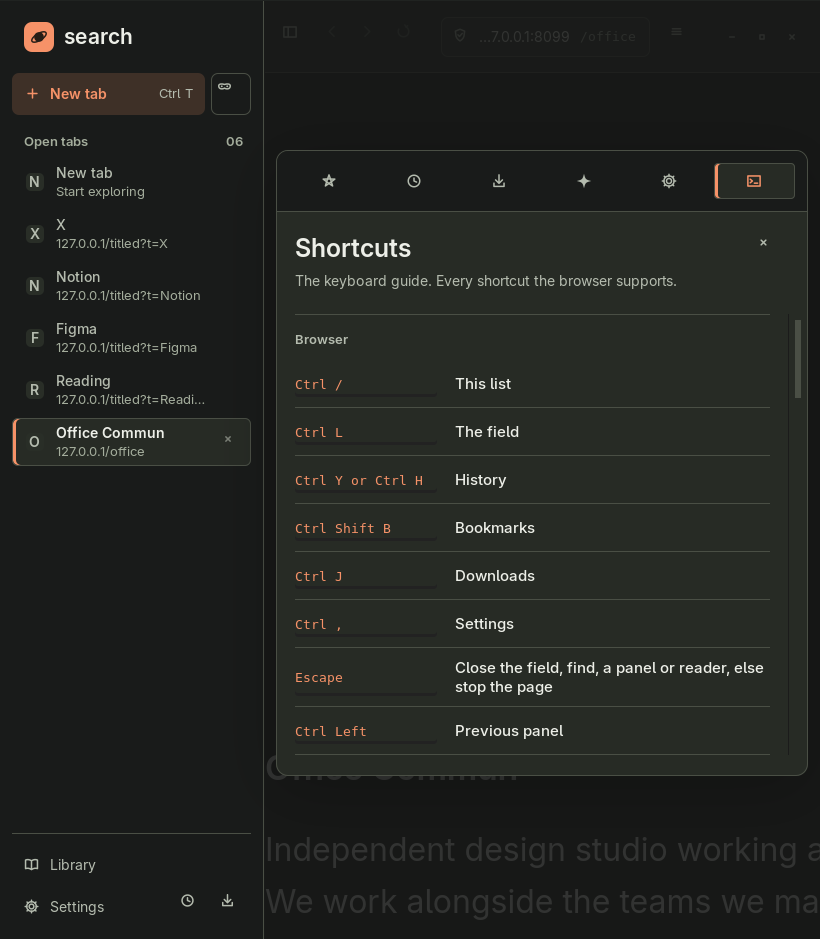 search
New tab
Ctrl T
Open tabs
06
N
New tab
Start exploring
X
X
127.0.0.1/titled?t=X
N
Notion
127.0.0.1/titled?t=Notion
F
Figma
127.0.0.1/titled?t=Figma
R
Reading
127.0.0.1/titled?t=Readi...
O
Office Commun
127.0.0.1/office
Library
Settings
...7.0.0.1:8099 /office
Shortcuts
The keyboard guide. Every shortcut the browser supports.
Browser
Ctrl / This list
Ctrl L The field
Ctrl Y or Ctrl H History
Ctrl Shift B Bookmarks
Ctrl J Downloads
Ctrl , Settings
Escape Close the field, find, a panel or reader, else
stop the page
Ctrl Left Previous panel
Office Commun
Independent design studio working a
We work alongside the teams we ma